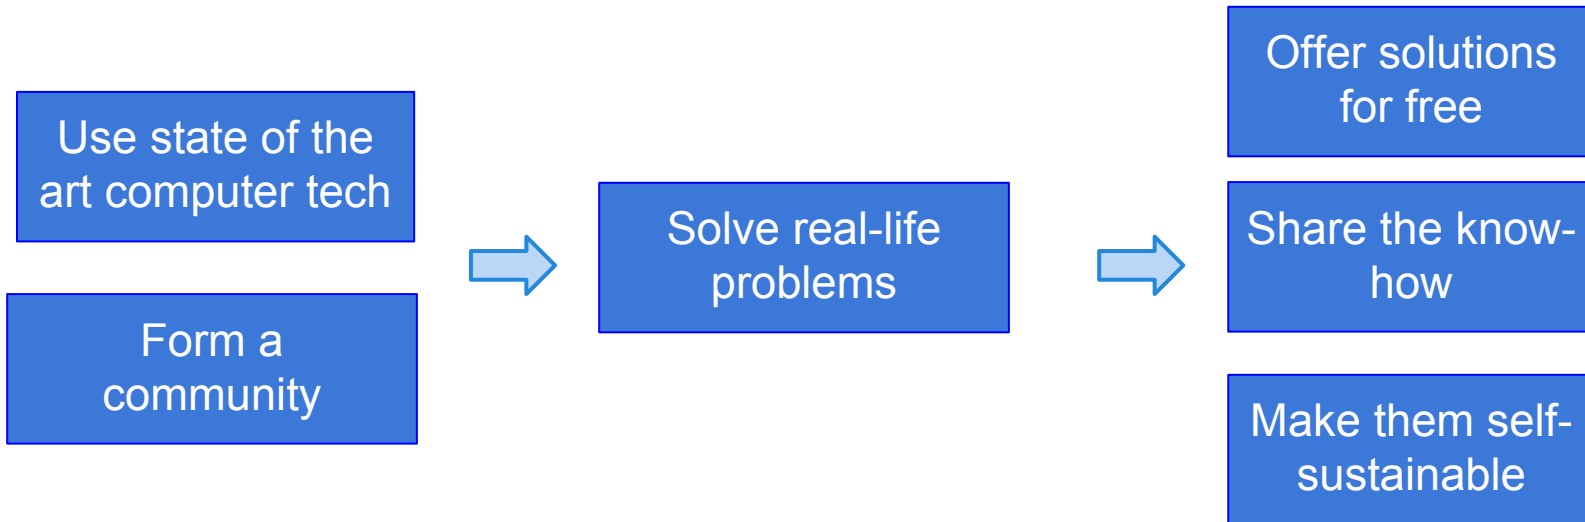 Use state of the
art computer tech
Form a
community
Solve real-life
problems
Offer solutions
for free
Share the know-
how
Make them self-
sustainable